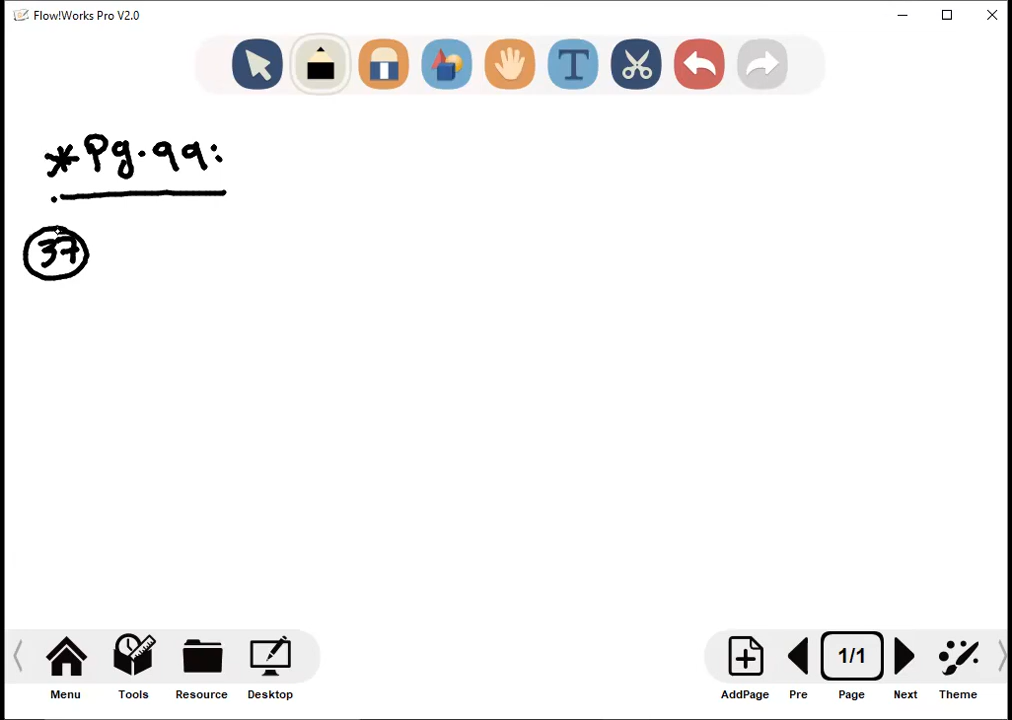 Flow!Works Pro V2.0
T
*Pg.99:
37
1/1
Menu
Tools
Resource
Desktop
AddPage
Pre
Page
Next
Theme